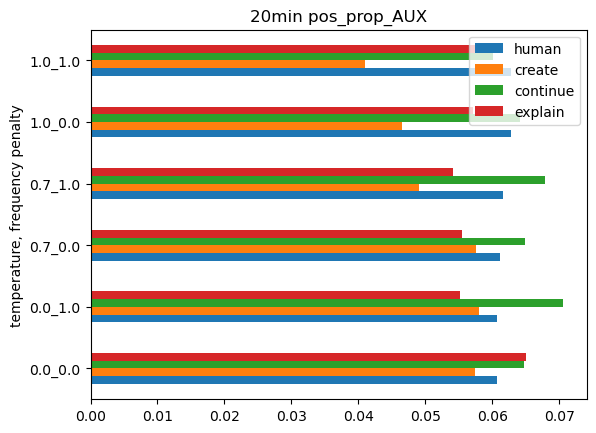 20min pos_prop_AUX
human
create
continue
explain
temperature, frequency penalty
1.0_1.0
1.0_0.0
0.7_1.0
0.7_0.0
0.0_1.0
0.0_0.0
0.00 0.01 0.02 0.03 0.04 0.05 0.06 0.07